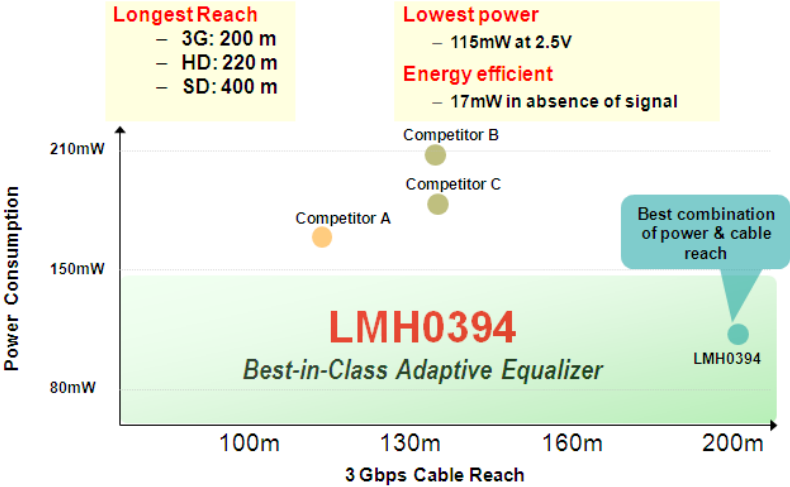 Longest Reach
– 3G: 200 m
– HD: 220 m
– SD: 400 m
Lowest power
– 115mW at 2.5V
Energy efficient
– 17mW in absence of signal
Power Consumption
210mW
150mW
80mW
Competitor B
Competitor C
Competitor A
Best combination
of power & cable
reach
LMH0394
Best-in-Class Adaptive Equalizer
LMH0394
100m
130m
160m
200m
3 Gbps Cable Reach